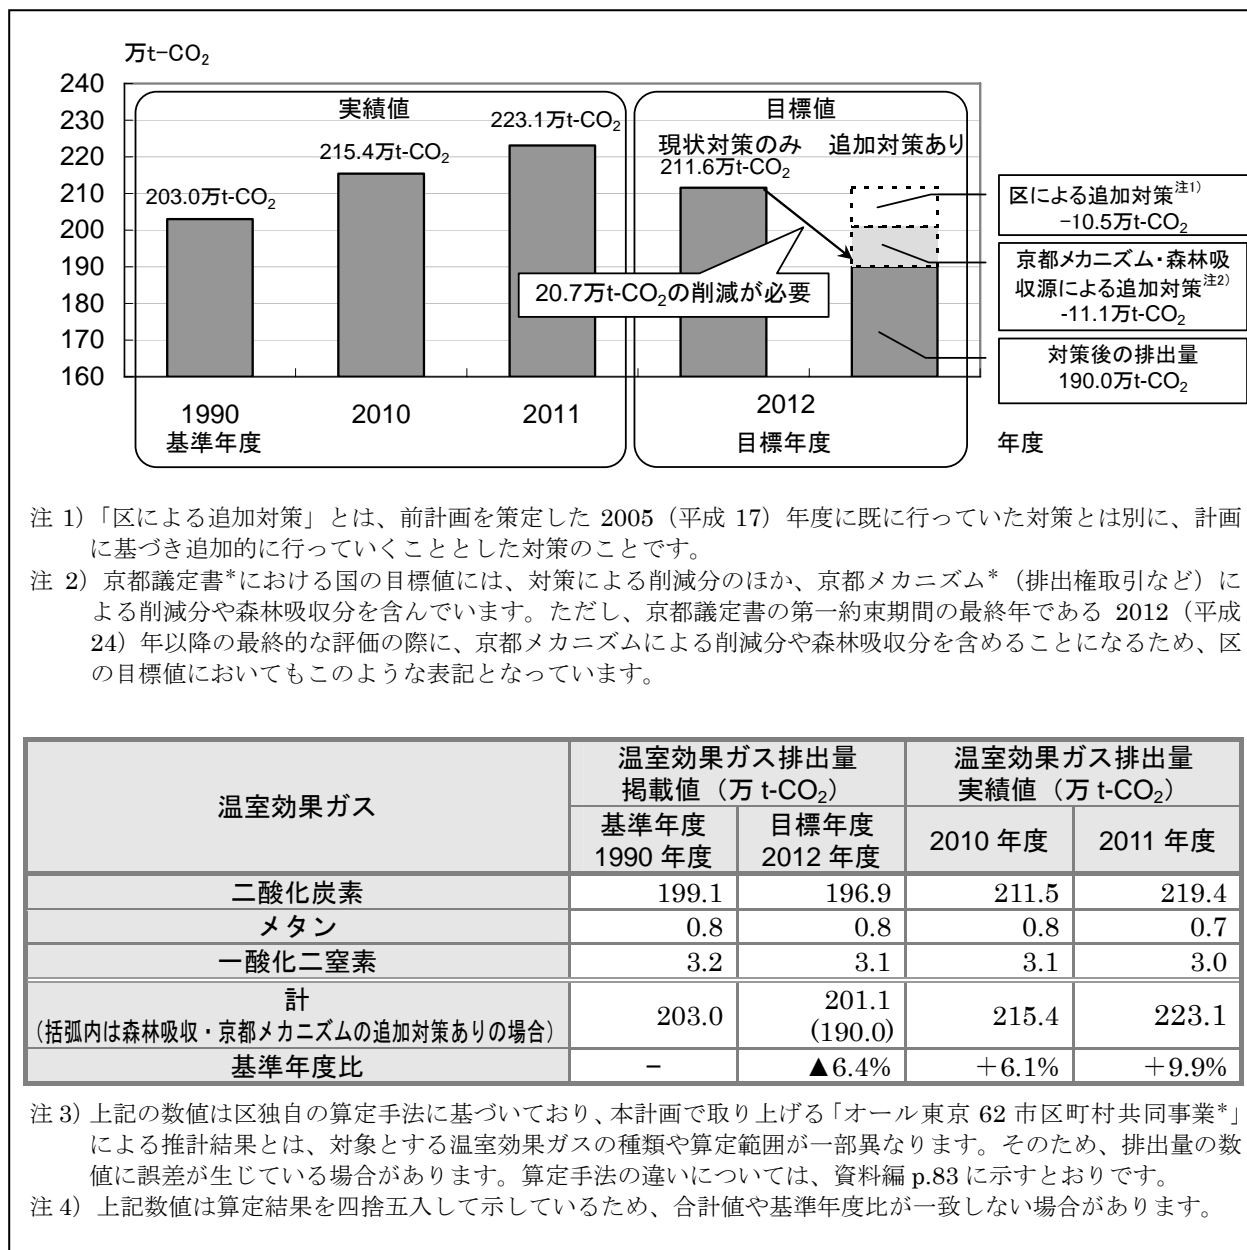 万t-CO₂
240
230
220
210
200
190
180
170
160
実績値
目標値
203.0万t-CO₂
215.4万t-CO₂
223.1万t-CO₂
現状対策のみ
211.6万t-CO₂
追加対策あり
20.7万t-CO₂の削減が必要
区による追加対策注1)
-10.5万t-CO₂
京都メカニズム・森林吸
収源による追加対策注2)
-11.1万t-CO₂
対策後の排出量
190.0万t-CO₂
1990
基準年度
2010
2011
2012
目標年度
年度
注 1)「区による追加対策」とは、前計画を策定した 2005（平成 17）年度に既に行っていた対策とは別に、計画
に基づき追加的に行っていくこととした対策のことです。
注 2) 京都議定書*における国の目標値には、対策による削減分のほか、京都メカニズム*（排出権取引など）に
よる削減分や森林吸収分を含んでいます。ただし、京都議定書の第一約束期間の最終年である 2012（平成
24）年以降の最終的な評価の際に、京都メカニズムによる削減分や森林吸収分を含めることになるため、区
の目標値においてもこのような表記となっています。
温室効果ガス
温室効果ガス排出量
掲載値（万 t-CO₂）
温室効果ガス排出量
実績値（万 t-CO₂）
基準年度
1990 年度
目標年度
2012 年度
2010 年度
2011 年度
二酸化炭素 199.1 196.9 211.5 219.4
メタン 0.8 0.8 0.8 0.7
一酸化二窒素 3.2 3.1 3.1 3.0
計
(括弧内は森林吸収・京都メカニズムの追加対策ありの場合)
203.0
201.1
(190.0)
215.4
223.1
基準年度比 − ▲6.4% ＋6.1% ＋9.9%
注 3) 上記の数値は区独自の算定手法に基づいており、本計画で取り上げる「オール東京 62 市区町村共同事業*」
による推計結果とは、対象とする温室効果ガスの種類や算定範囲が一部異なります。そのため、排出量の数
値に誤差が生じている場合があります。算定手法の違いについては、資料編 p.83 に示すとおりです。
注 4) 上記数値は算定結果を四捨五入して示しているため、合計値や基準年度比が一致しない場合があります。